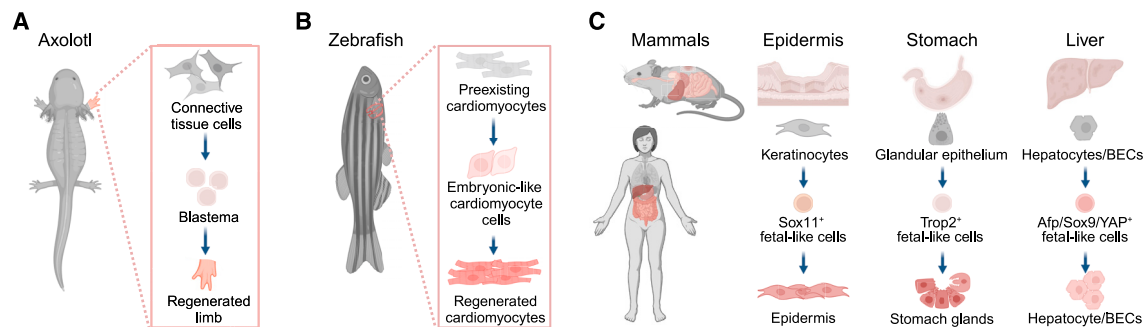 A
Axolotl
Connective
tissue cells
Blastema
Regenerated
limb
B
Zebrafish
Preexisting
cardiomyocytes
Embryonic-like
cardiomyocyte
cells
Regenerated
cardiomyocytes
C
Mammals
Epidermis
Keratinocytes
Sox11⁺
fetal-like cells
Epidermis
Stomach
Glandular epithelium
Trop2⁺
fetal-like cells
Stomach glands
Liver
Hepatocytes/BECs
Afp/Sox9/YAP⁺
fetal-like cells
Hepatocyte/BECs